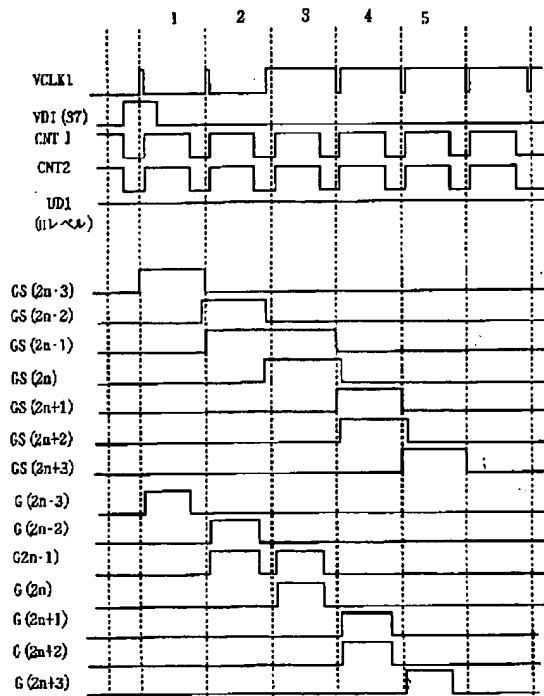 1 2 3 4 5
VCLK1
VDI (37)
CNT 1
CNT2
UD1
(Hレベル)
GS (2n-3)
GS (2n-2)
GS (2n-1)
GS (2n)
GS (2n+1)
GS (2n+2)
GS (2n+3)
G (2n-3)
G (2n-2)
G2n-1)
G (2n)
G (2n+1)
G (2n+2)
G (2n+3)